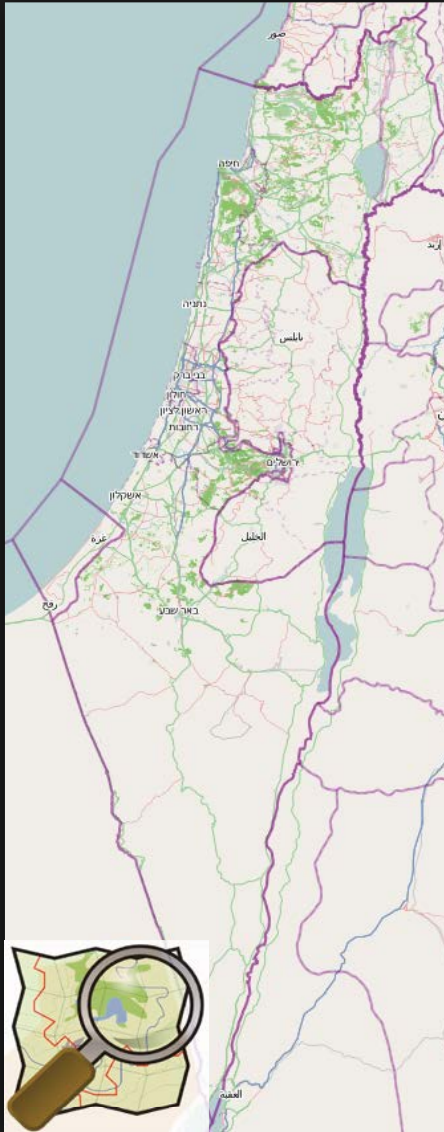 صور
חיפה
اربد
נתניה
نابلس
בני ברק
חולון
ראשון לציון
רחובות
ירושלים
אשדוד
אשקלון
غزة
الخليل
رفح
באר שבע
العقبة